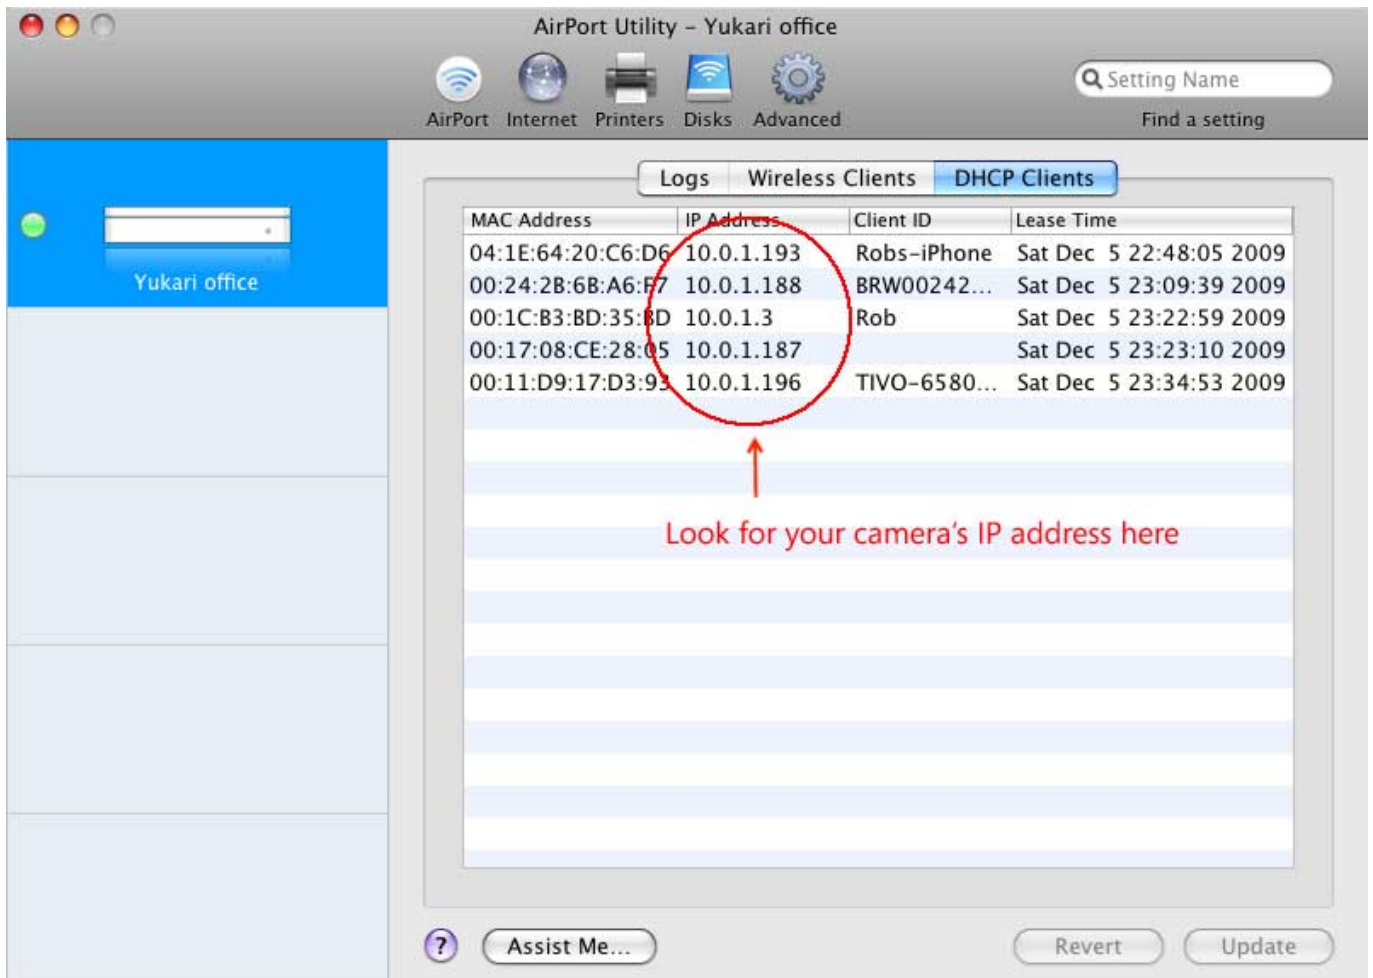 AirPort Utility – Yukari office
AirPort Internet Printers Disks Advanced
Setting Name
Find a setting
Yukari office
Logs Wireless Clients DHCP Clients
MAC Address IP Address Client ID Lease Time
04:1E:64:20:C6:D6 10.0.1.193 Robs-iPhone Sat Dec 5 22:48:05 2009
00:24:2B:6B:A6:F7 10.0.1.188 BRW00242... Sat Dec 5 23:09:39 2009
00:1C:B3:BD:35:BD 10.0.1.3 Rob Sat Dec 5 23:22:59 2009
00:17:08:CE:28:05 10.0.1.187 Sat Dec 5 23:23:10 2009
00:11:D9:17:D3:93 10.0.1.196 TIVO-6580... Sat Dec 5 23:34:53 2009
Look for your camera's IP address here
? Assist Me... Revert Update